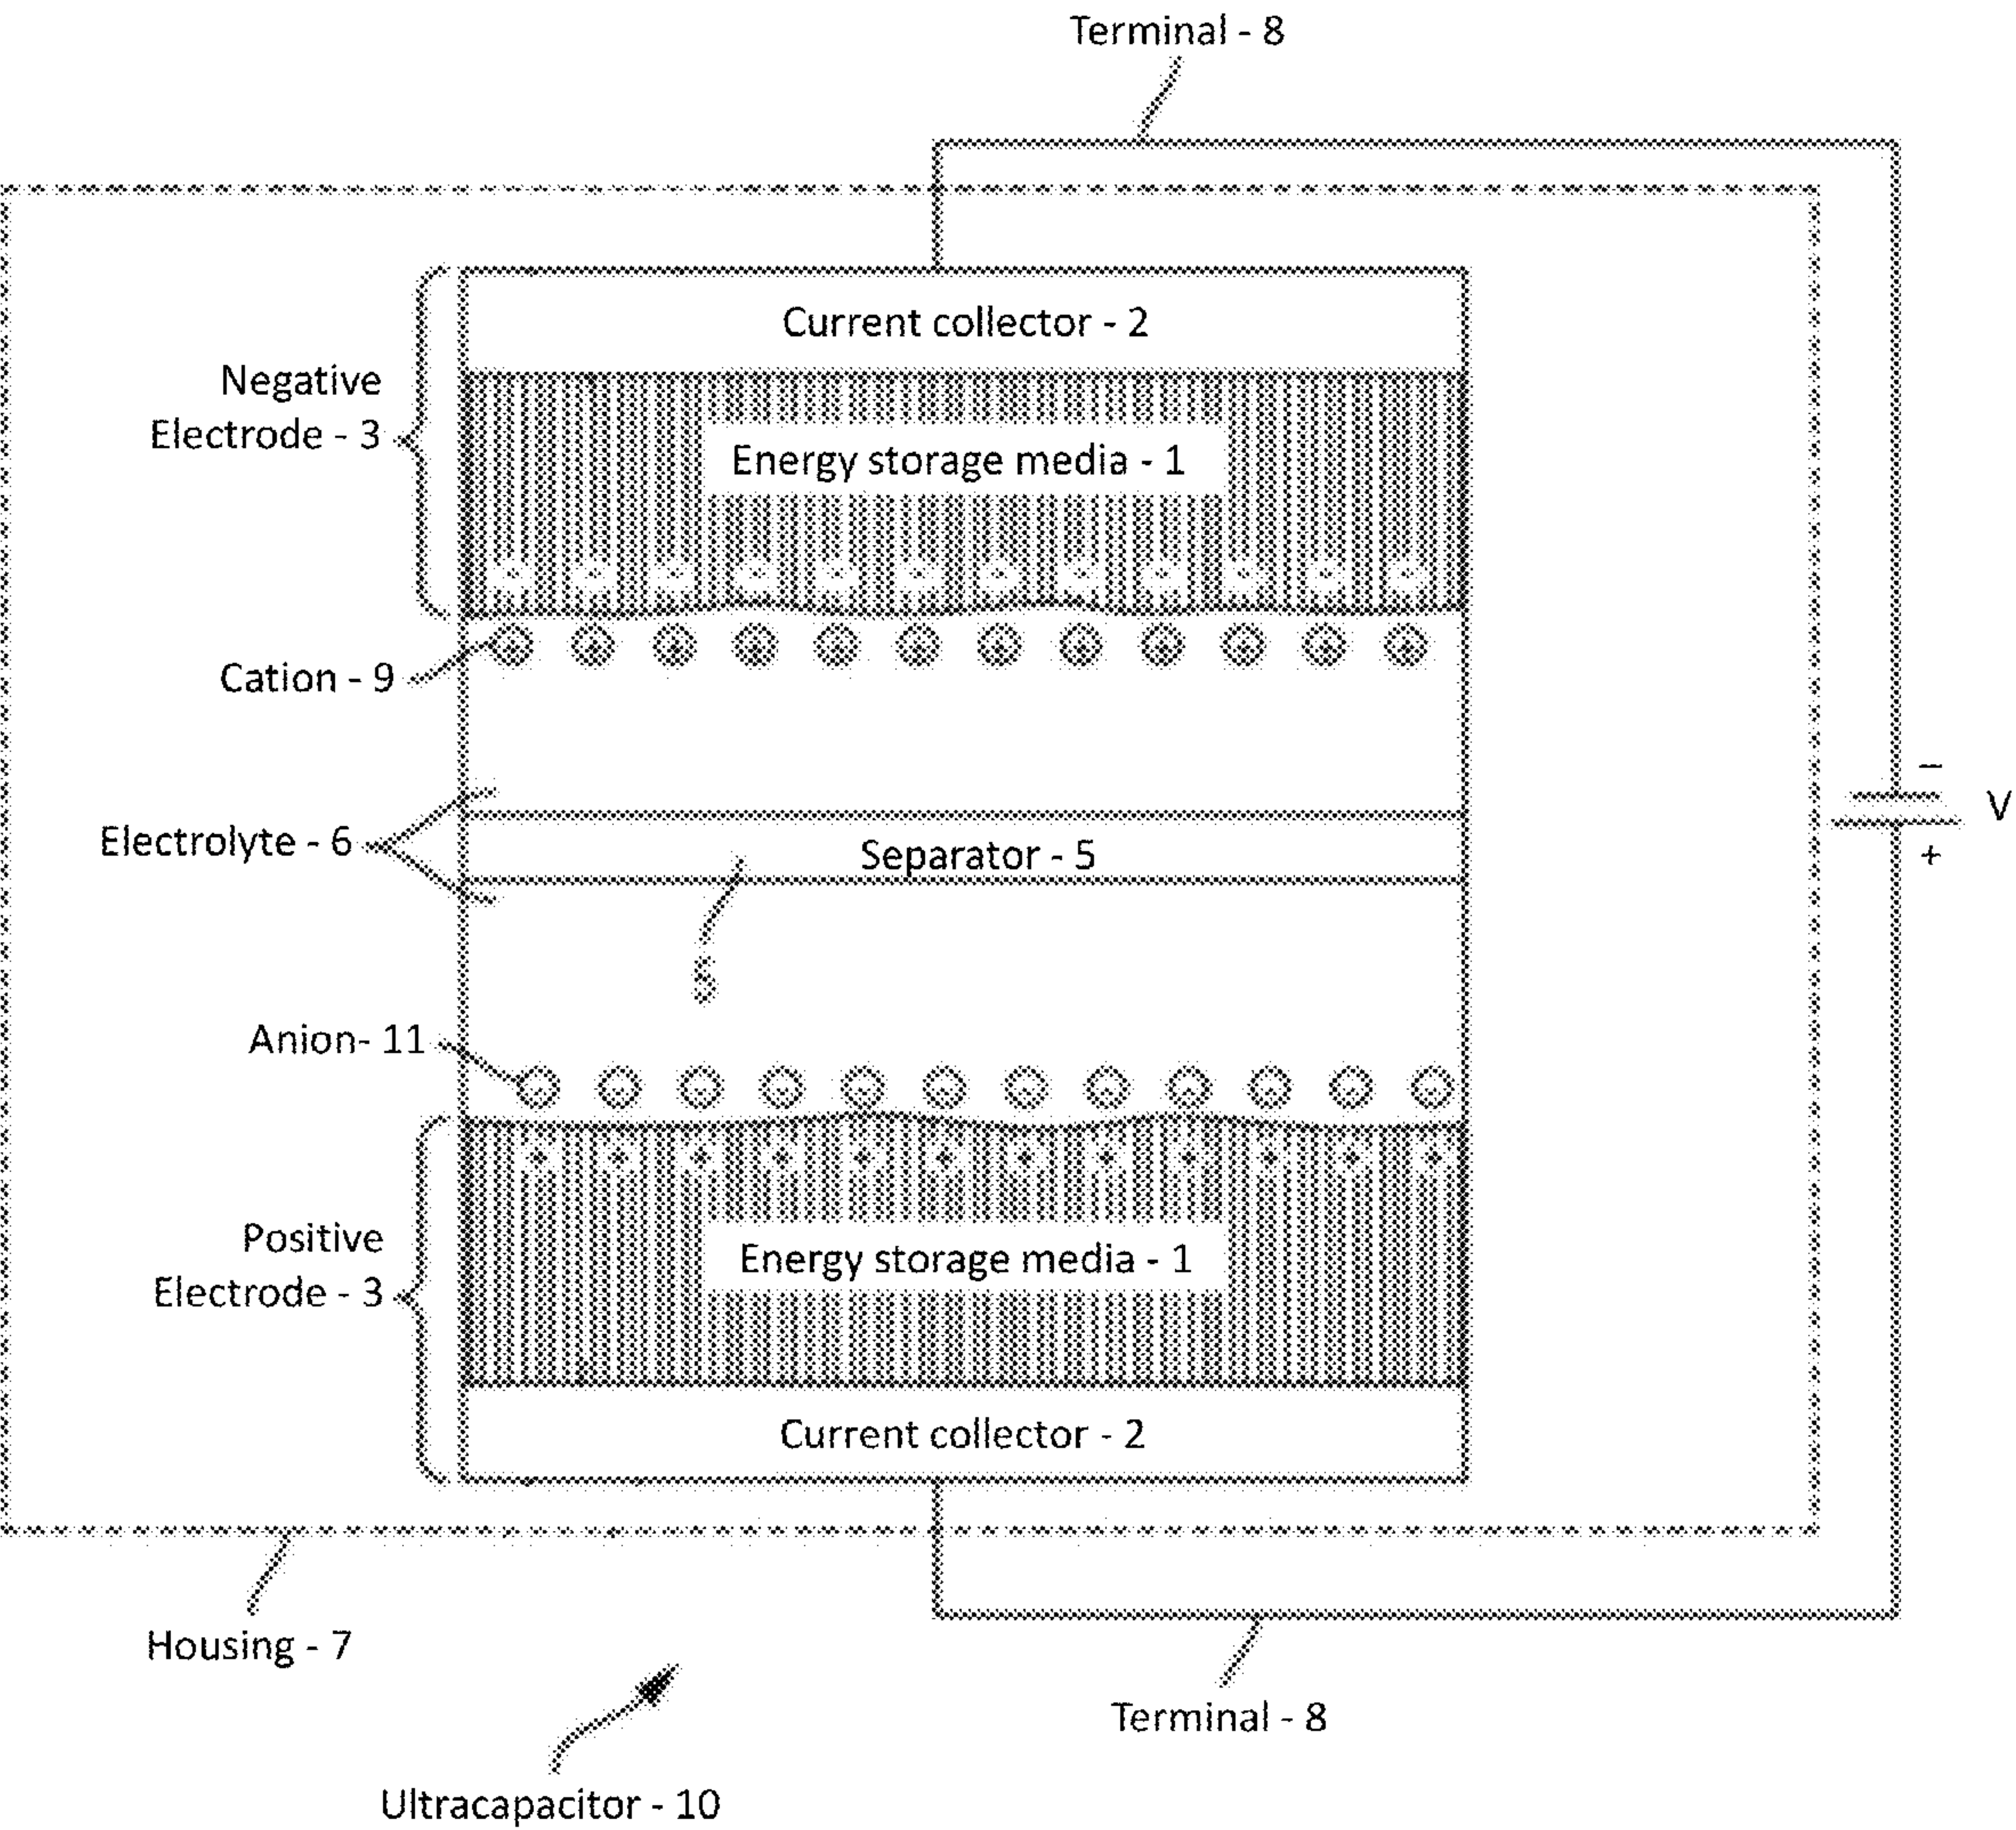 Terminal - 8
Current collector - 2
Negative
Electrode - 3
Energy storage media - 1
Cation - 9
−
V
Electrolyte - 6
Separator - 5
+
Anion- 11
Positive
Electrode - 3
Energy storage media - 1
Current collector - 2
Housing - 7
Terminal - 8
Ultracapacitor - 10